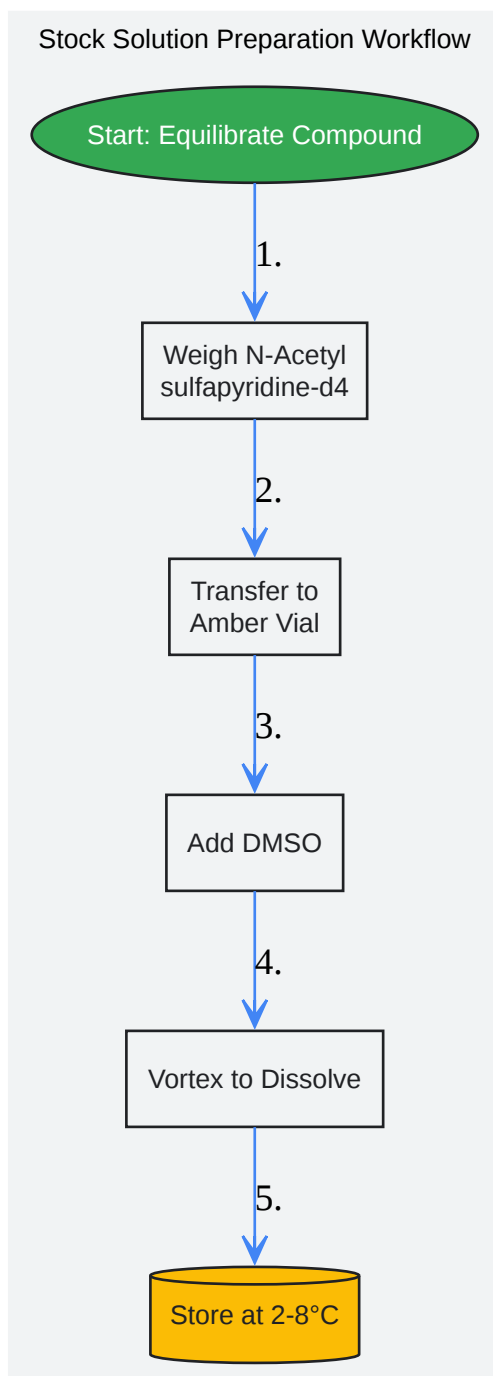 Stock Solution Preparation Workflow
Start: Equilibrate Compound
1.
Weigh N-Acetyl
sulfapyridine-d4
2.
Transfer to
Amber Vial
3.
Add DMSO
4.
Vortex to Dissolve
5.
Store at 2-8°C